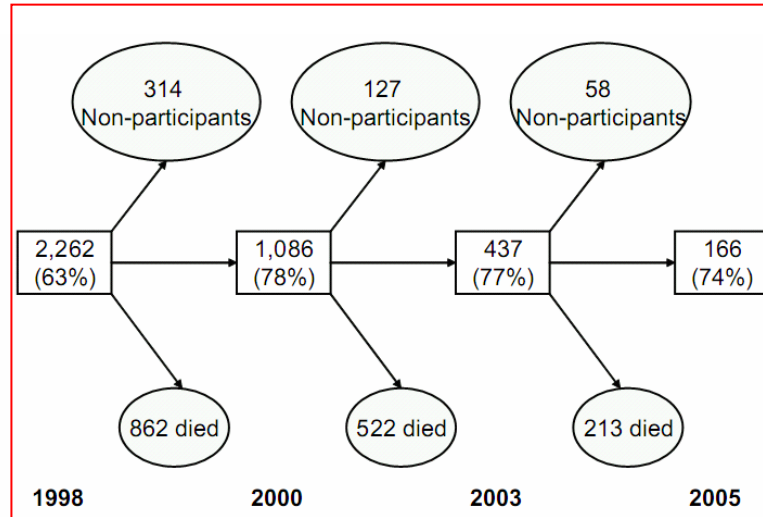 314
Non-participants
127
Non-participants
58
Non-participants
2,262
(63%)
1,086
(78%)
437
(77%)
166
(74%)
862 died
522 died
213 died
1998
2000
2003
2005